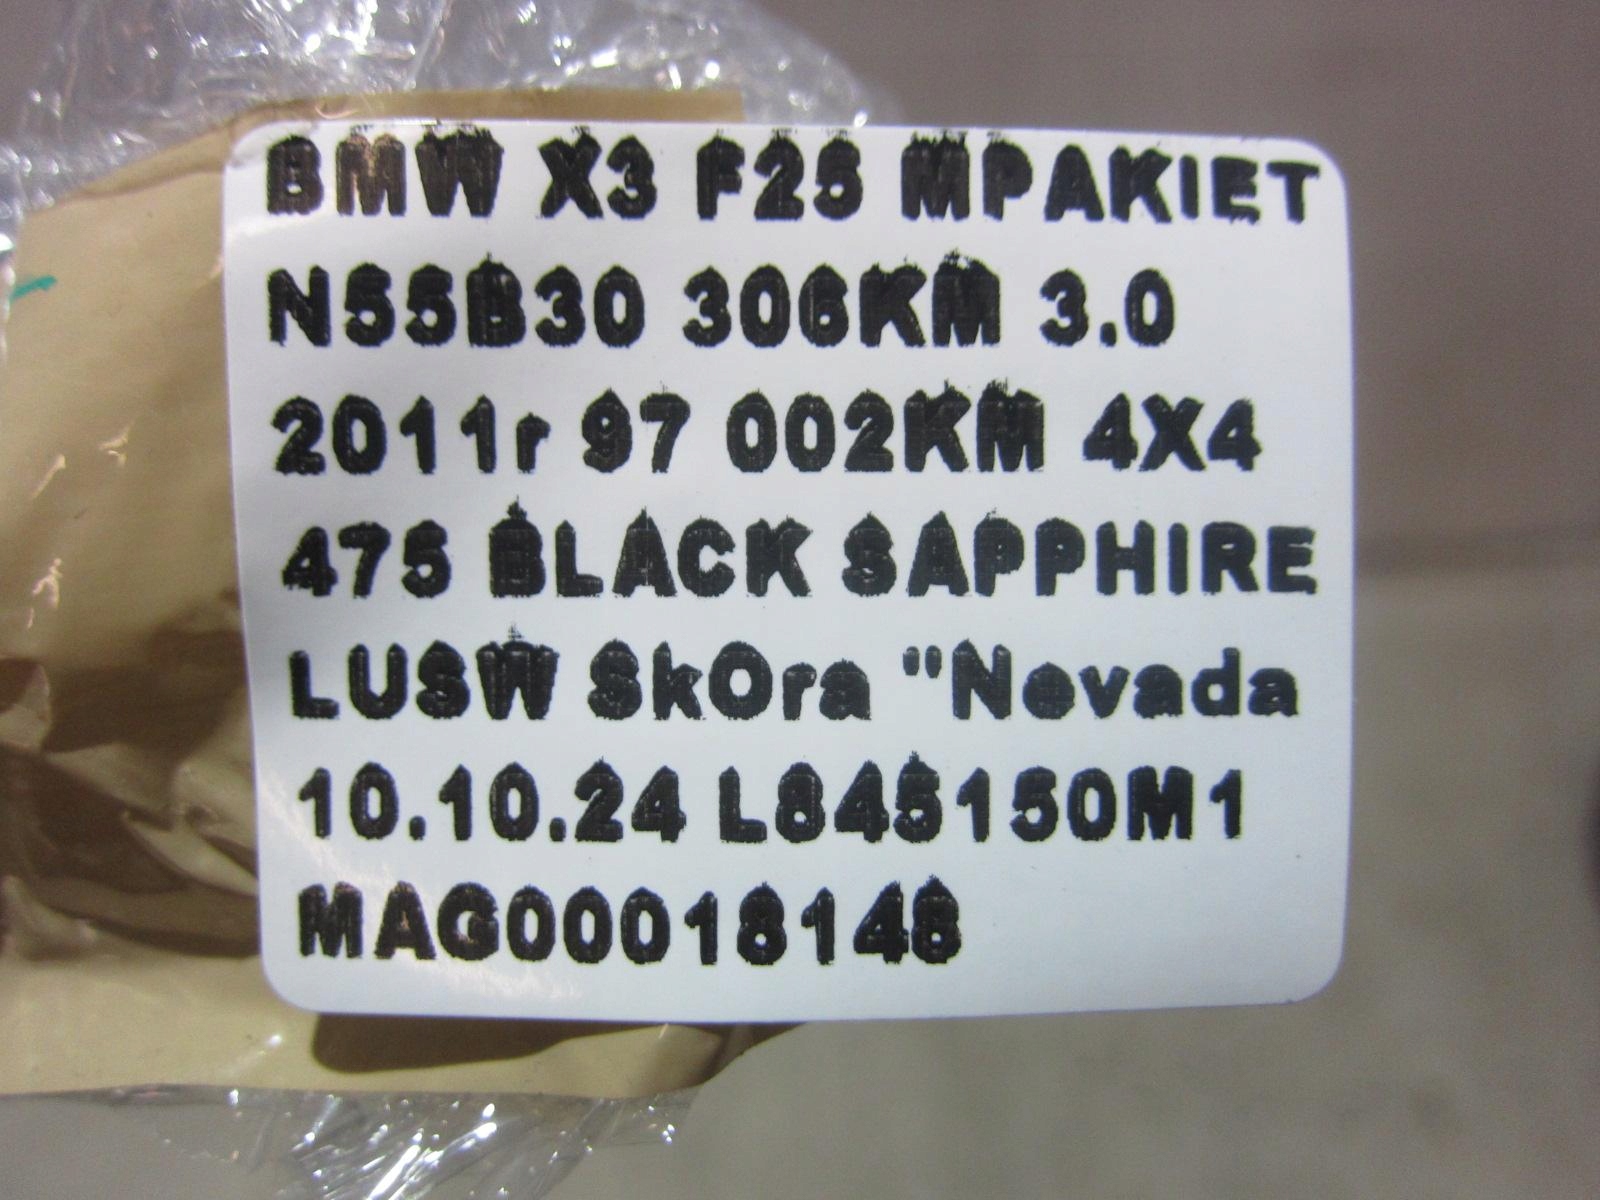 BMW X3 F25 MPAKIET
N55B30 306KM 3.0
2011r 97 002KM 4X4
475 BLACK SAPPHIRE
LUSW SkOra "Nevada
10.10.24 L845150M1
MAG00018148